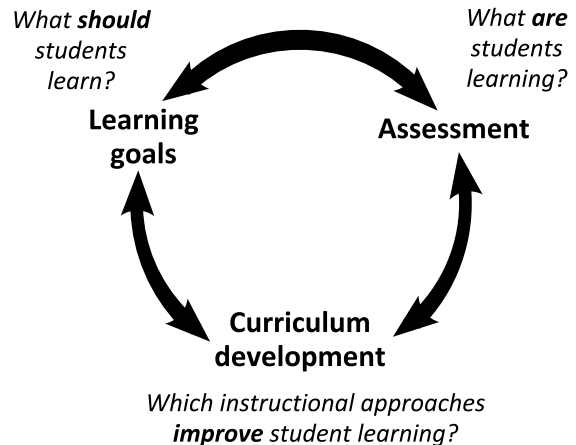 What should
students
learn?
Learning
goals
What are
students
learning?
Assessment
Curriculum
development
Which instructional approaches
improve student learning?